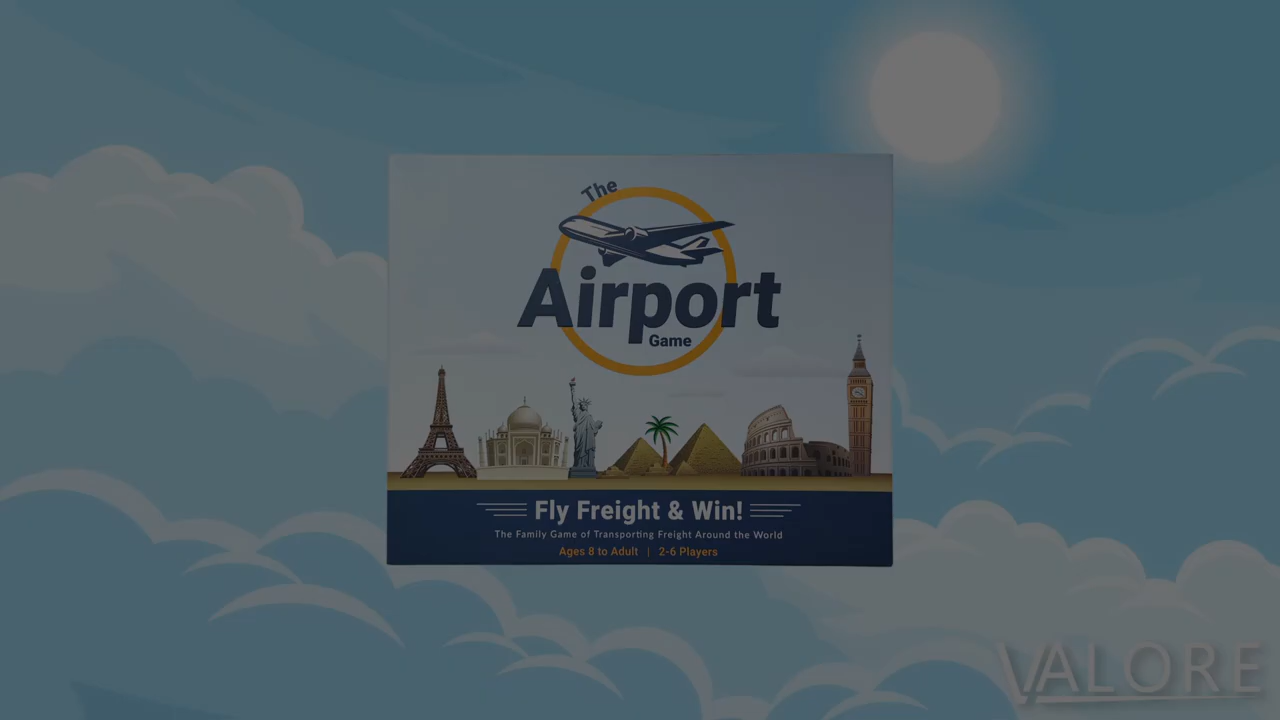 The
Airport
Game
Fly Freight & Win!
The Family Game of Transporting Freight Around the World
Ages 8 to Adult | 2-6 Players
VALORE